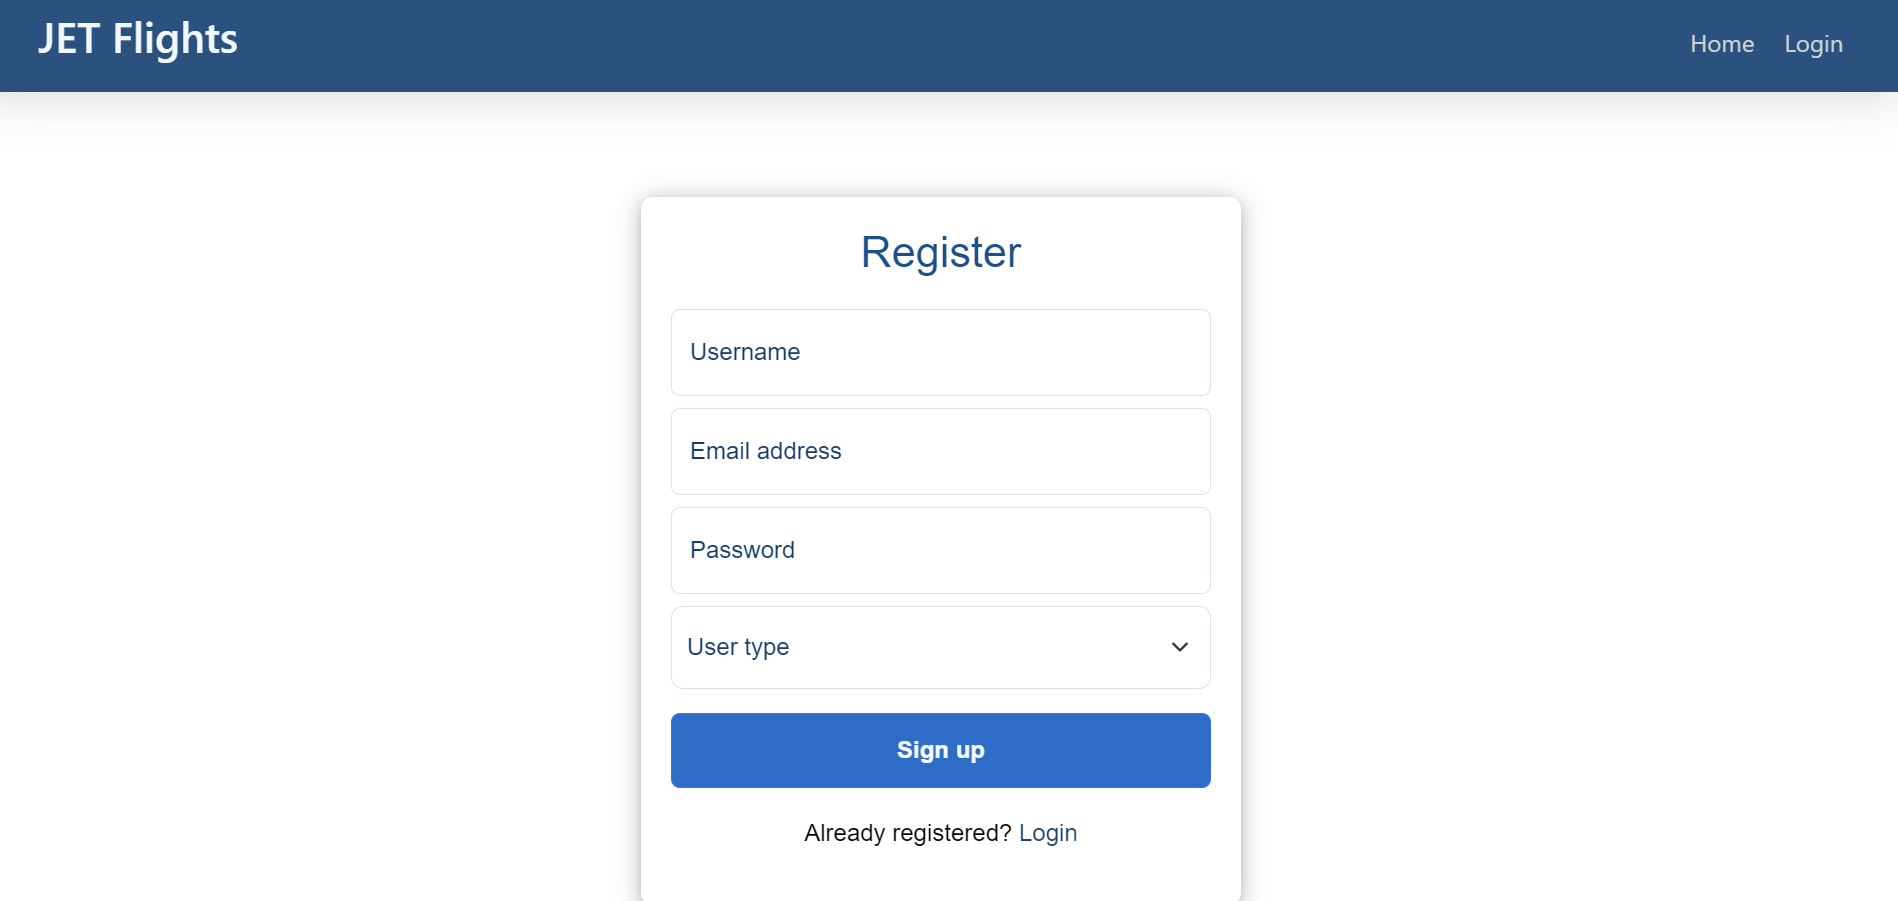 JET Flights
Home Login
Register
Username
Email address
Password
User type
Sign up
Already registered? Login